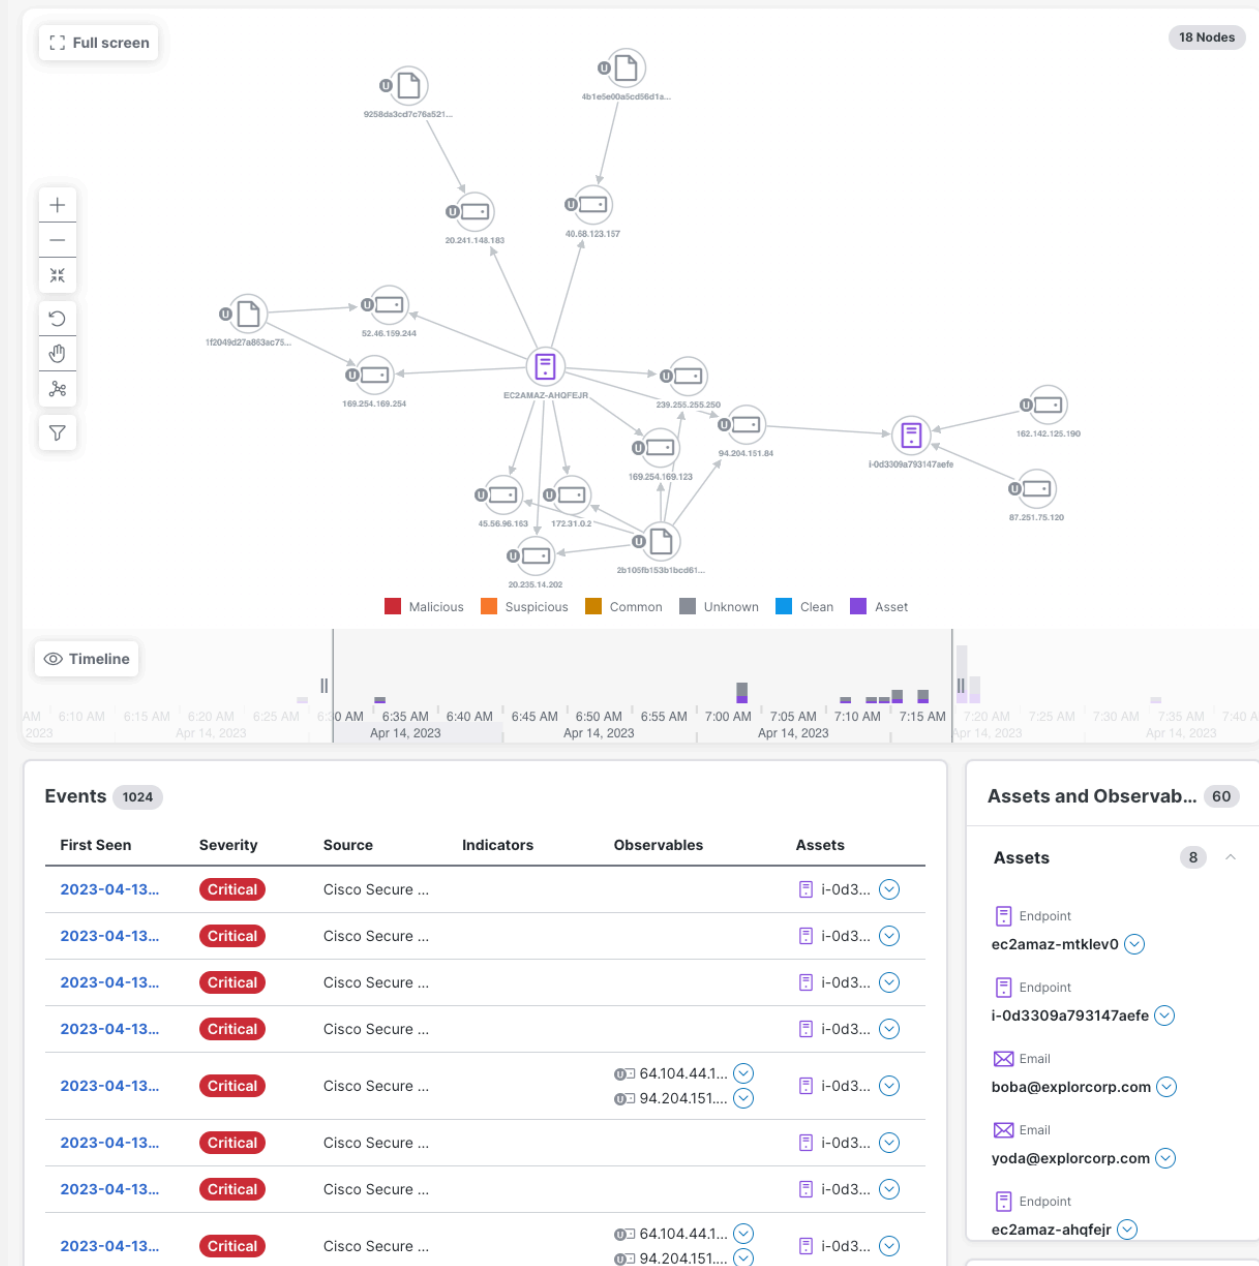 Full screen
18 Nodes
4b1e5e00a5cd56d1a...
9258da3cd7c76a521...
20.241.148.183
40.68.123.157
52.46.159.244
1f2049d27a863ac75...
169.254.169.254
EC2AMAZ-AHQFEJR
239.255.255.250
94.204.151.84
162.142.125.190
i-0d3309a793147aefe
169.254.169.123
45.56.96.163
172.31.0.2
87.251.75.120
2b105fb153b1bcd61...
20.235.14.202
Malicious Suspicious Common Unknown Clean Asset
Timeline
AM 6:10 AM 6:15 AM 6:20 AM 6:25 AM 6:30 AM 6:35 AM 6:40 AM 6:45 AM 6:50 AM 6:55 AM 7:00 AM 7:05 AM 7:10 AM 7:15 AM 7:20 AM 7:25 AM 7:30 AM 7:35 AM 7:40 A
2023 Apr 14, 2023 Apr 14, 2023 Apr 14, 2023 Apr 14, 2023 Apr 14, 2023 Apr 14, 2023
Events 1024
First Seen Severity Source Indicators Observables Assets
2023-04-13... Critical Cisco Secure ... i-0d3...
2023-04-13... Critical Cisco Secure ... i-0d3...
2023-04-13... Critical Cisco Secure ... i-0d3...
2023-04-13... Critical Cisco Secure ... i-0d3...
64.104.44.1...
2023-04-13... Critical Cisco Secure ... i-0d3...
94.204.151....
2023-04-13... Critical Cisco Secure ... i-0d3...
2023-04-13... Critical Cisco Secure ... i-0d3...
64.104.44.1...
2023-04-13... Critical Cisco Secure ... i-0d3...
94.204.151....
Assets and Observab... 60
Assets 8
Endpoint
ec2amaz-mtklev0
Endpoint
i-0d3309a793147aefe
Email
boba@explorcorp.com
Email
yoda@explorcorp.com
Endpoint
ec2amaz-ahqfejr